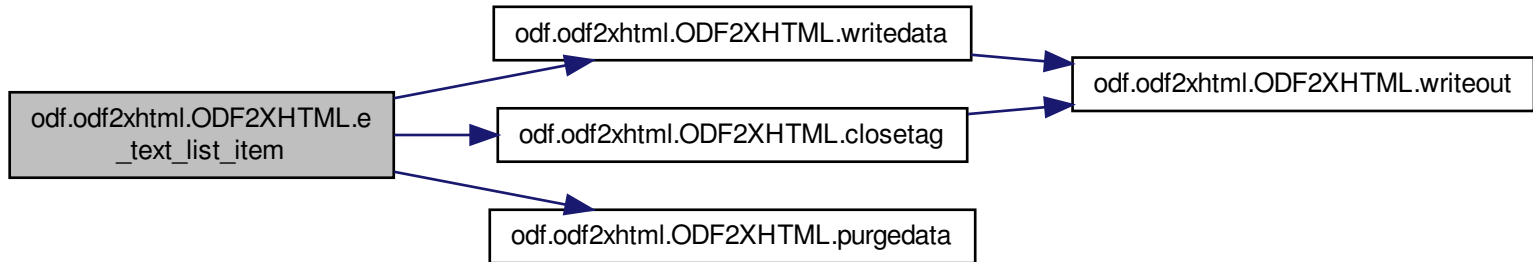 odf.odf2xhtml.ODF2XHTML.e
_text_list_item
odf.odf2xhtml.ODF2XHTML.writedata
odf.odf2xhtml.ODF2XHTML.closetag
odf.odf2xhtml.ODF2XHTML.purgedata
odf.odf2xhtml.ODF2XHTML.writeout